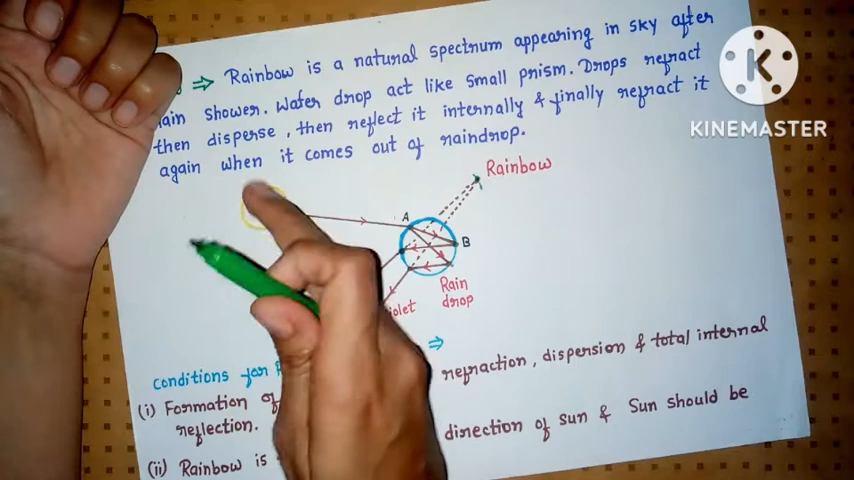 ⇒ Rainbow is a natural spectrum appearing in sky after
rain shower. Water drop act like small prism. Drops refract
then disperse, then reflect it internally & finally refract it
again when it comes out of raindrop.
KINEMASTER
Rainbow
A
B
Rain
drop
Conditions for ⇒
(i) Formation of refraction, dispersion & total internal
reflection.
(ii) Rainbow is direction of sun & Sun should be